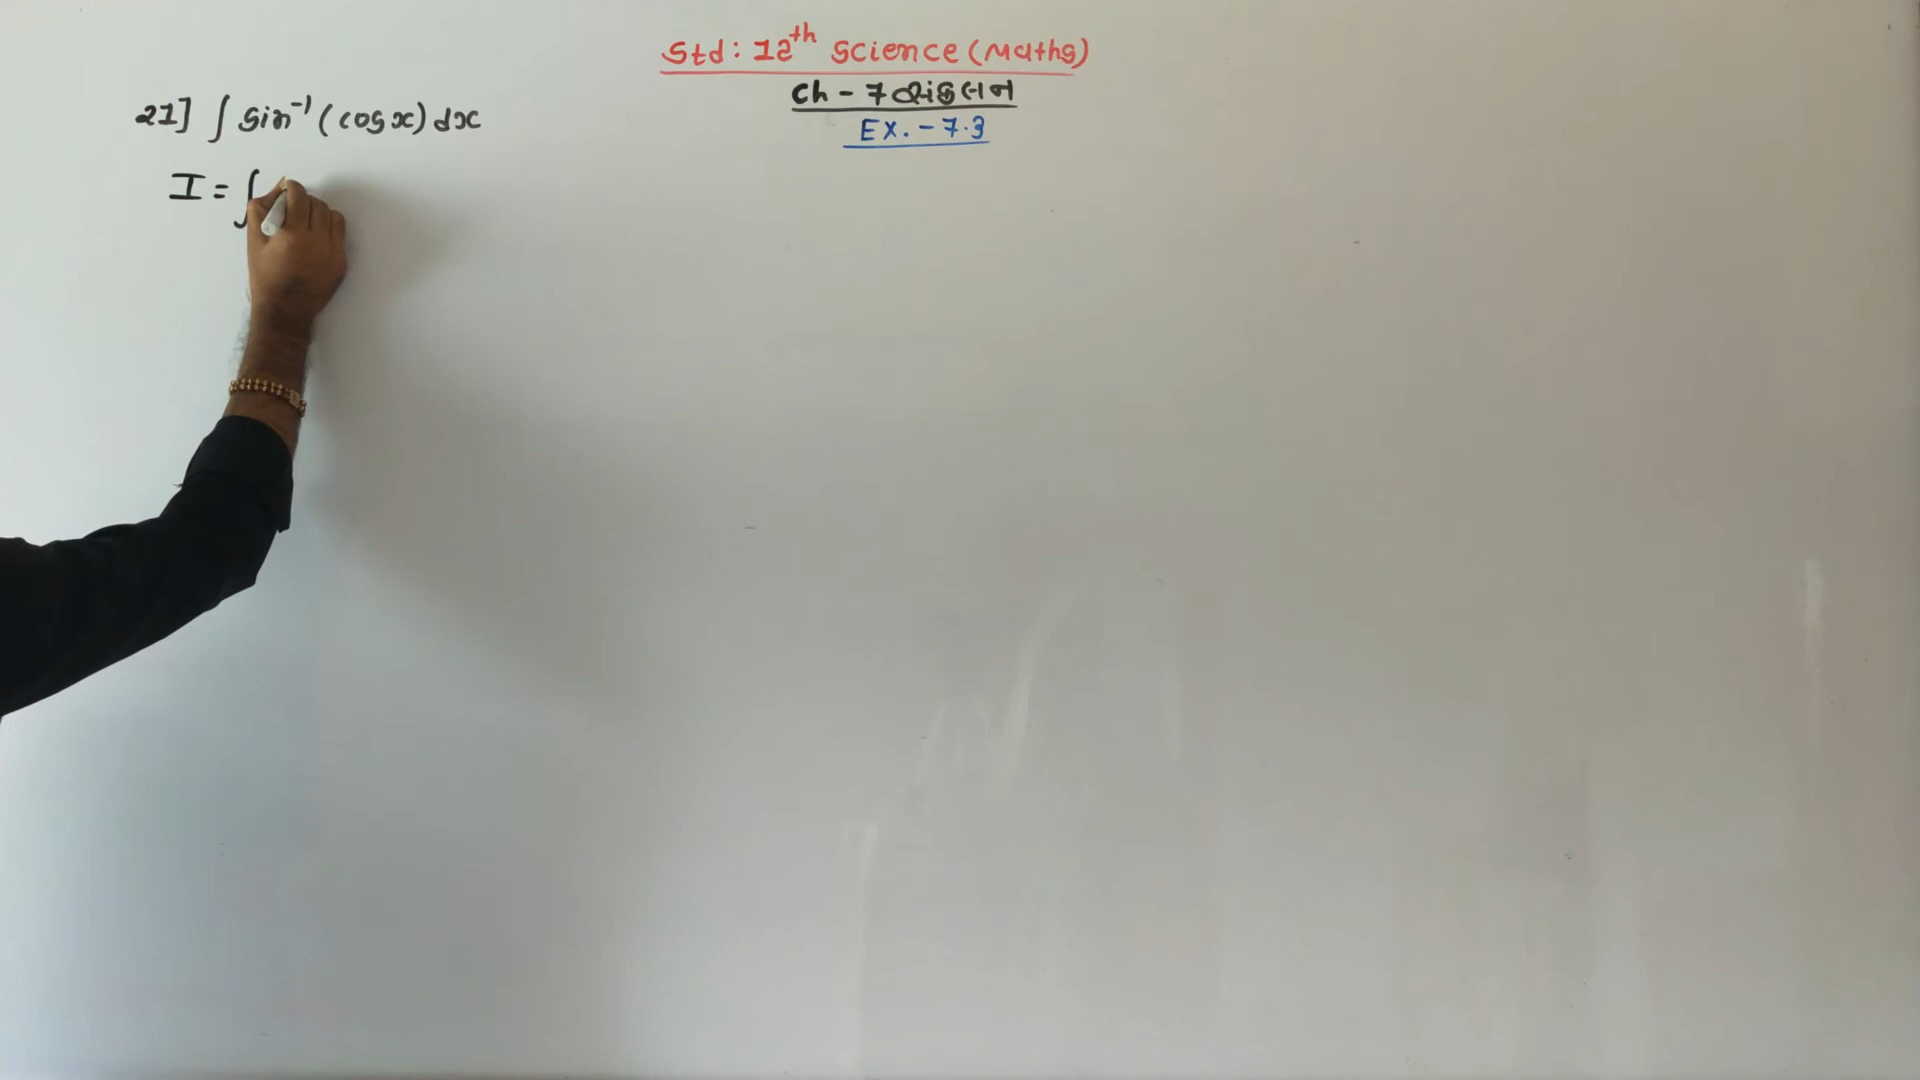 Std: 12th Science (Maths)
Ch - 7 સંકલન
Ex. - 7.3
21] ∫ sin⁻¹ (cos x) dx
I = ∫